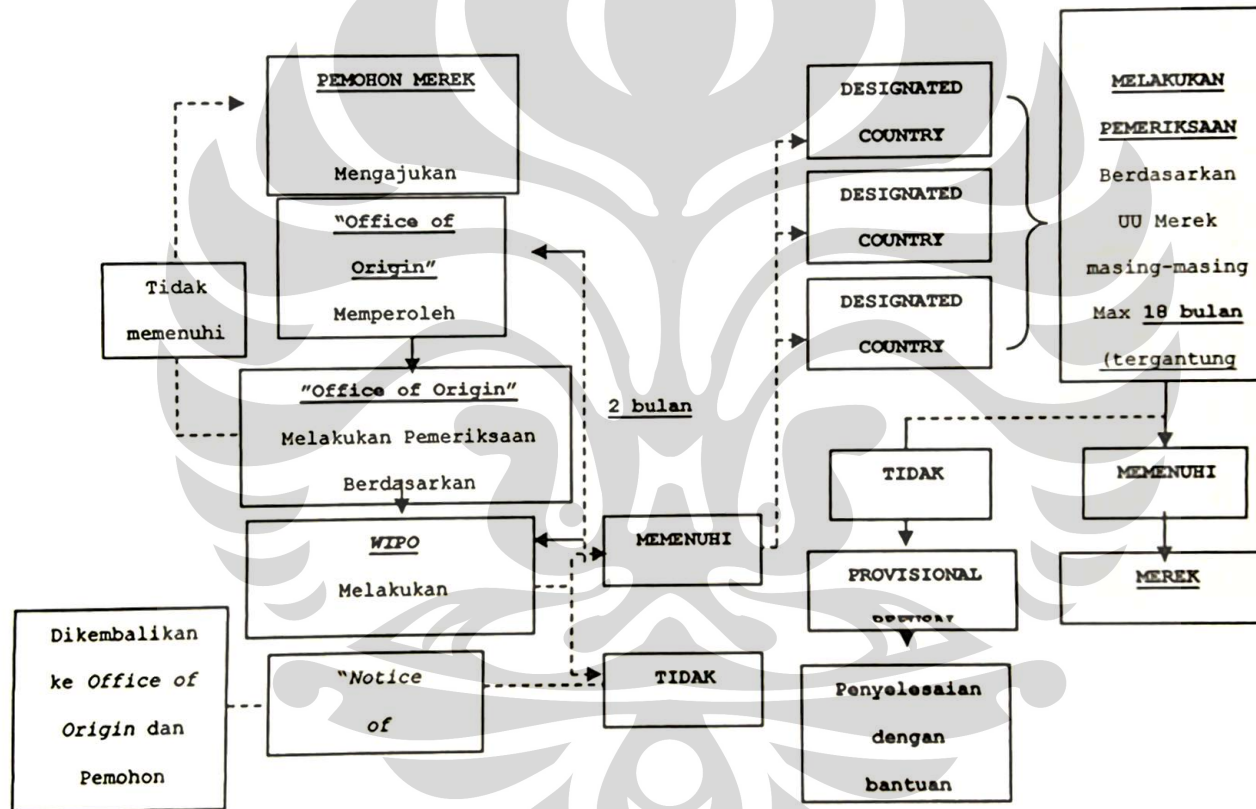 PEMOHON MEREK
Mengajukan
"Office of
Origin"
Memperoleh
Tidak
memenuhi
"Office of Origin"
Melakukan Pemeriksaan
Berdasarkan
2 bulan
WIPO
Melakukan
MEMENUHI
TIDAK
"Notice
of
Dikembalikan
ke Office of
Origin dan
Pemohon
DESIGNATED
COUNTRY
DESIGNATED
COUNTRY
DESIGNATED
COUNTRY
MELAKUKAN
PEMERIKSAAN
Berdasarkan
UU Merek
masing-masing
Max 18 bulan
(tergantung
TIDAK
MEMENUHI
PROVISIONAL
MEREK
Penyelesaian
dengan
bantuan